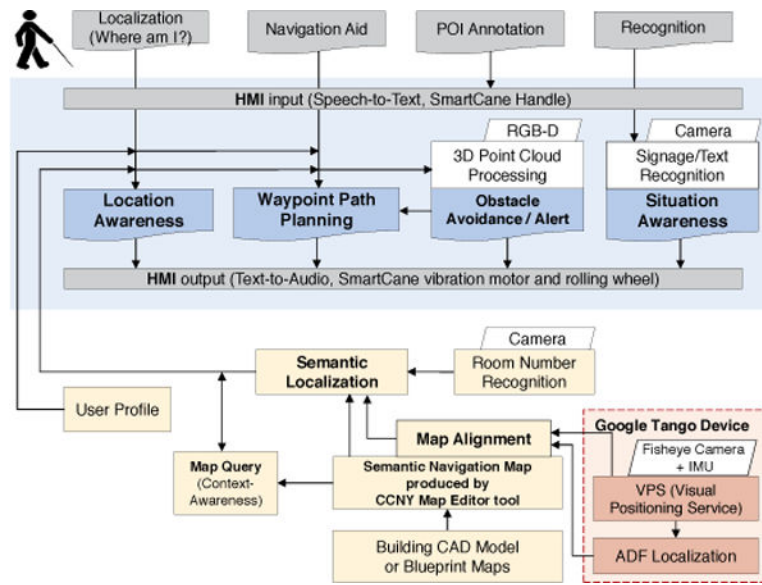 Localization
(Where am I?)
Navigation Aid
POI Annotation
Recognition
HMI input (Speech-to-Text, SmartCane Handle)
RGB-D
3D Point Cloud
Processing
Camera
Signage/Text
Recognition
Location
Awareness
Waypoint Path
Planning
Obstacle
Avoidance / Alert
Situation
Awareness
HMI output (Text-to-Audio, SmartCane vibration motor and rolling wheel)
Camera
Semantic
Localization
Room Number
Recognition
User Profile
Google Tango Device
Map Alignment
Fisheye Camera
+ IMU
Map Query
(Context-
Awareness)
Semantic Navigation Map
produced by
CCNY Map Editor tool
VPS (Visual
Positioning Service)
Building CAD Model
or Blueprint Maps
ADF Localization